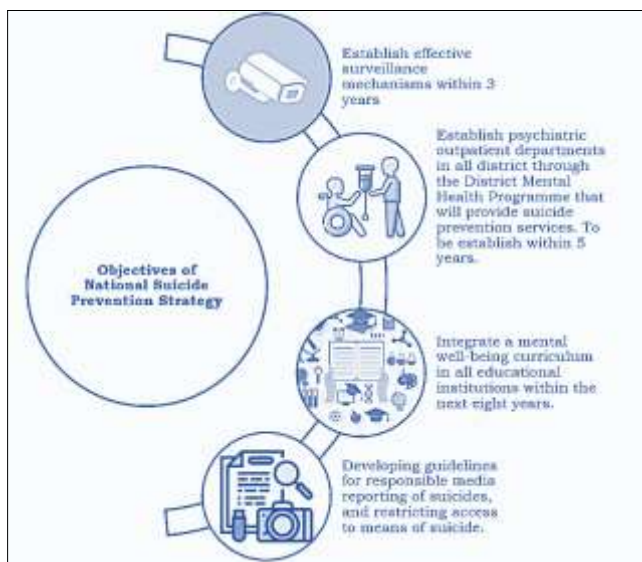 Establish effective
surveillance
mechanisms within 3
years
Establish psychiatric
outpatient departments
in all district through
the District Mental
Health Programme that
will provide suicide
prevention services. To
be establish within 5
years.
Objectives of
National Suicide
Prevention Strategy
Integrate a mental
well-being curriculum
in all educational
institutions within the
next eight years.
Developing guidelines
for responsible media
reporting of suicides,
and restricting access
to means of suicide.